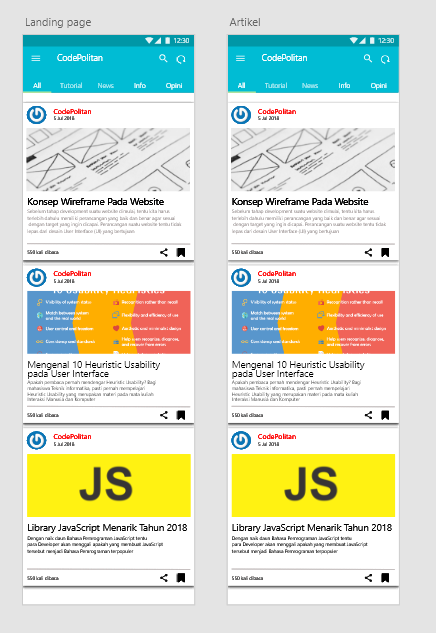 Landing page
12:30
CodePolitan
All Tutorial News Info Opini
CodePolitan
5 Jul 2018
Konsep Wireframe Pada Website
Sebelum tahap development suatu website dimulai, tentu kita harus
terlebih dahulu memiliki perancangan yang baik dan benar agar sesuai
dengan target yang ingin dicapai. Perancangan suatu website tentu tidak
lepas dari desain User Interface (UI) yang bertujuan
550 kali dibaca
CodePolitan
5 Jul 2018
Visibility of system status
Match between system and the real world
User control and location
Consistency and standards
Recognition rather than recall
Flexibility and efficiency of use
Aesthetic and minimalist design
Help users recognize, diagnose, and recover from errors
Mengenal 10 Heuristic Usability
pada User Interface
Apakah pembaca pernah mendengar Heuristic Usability? Bagi
mahasiswa Teknik Informatika, pasti pernah mempelajari
Heuristic Usability yang merupakan materi pada mata kuliah
Interaksi Manusia dan Komputer
550 kali dibaca
CodePolitan
5 Jul 2018
JS
Library JavaScript Menarik Tahun 2018
Dengan naik daun Bahasa Pemrograman JavaScript tentu
para Developer akan menggali apakah yang membuat JavaScript
tersebut menjadi Bahasa Pemrograman terpopuler
550 kali dibaca
Artikel
12:30
CodePolitan
All Tutorial News Info Opini
CodePolitan
5 Jul 2018
Konsep Wireframe Pada Website
Sebelum tahap development suatu website dimulai, tentu kita harus
terlebih dahulu memiliki perancangan yang baik dan benar agar sesuai
dengan target yang ingin dicapai. Perancangan suatu website tentu tidak
lepas dari desain User Interface (UI) yang bertujuan
550 kali dibaca
CodePolitan
5 Jul 2018
Visibility of system status
Match between system and the real world
User control and location
Consistency and standards
Recognition rather than recall
Flexibility and efficiency of use
Aesthetic and minimalist design
Help users recognize, diagnose, and recover from errors
Mengenal 10 Heuristic Usability
pada User Interface
Apakah pembaca pernah mendengar Heuristic Usability? Bagi
mahasiswa Teknik Informatika, pasti pernah mempelajari
Heuristic Usability yang merupakan materi pada mata kuliah
Interaksi Manusia dan Komputer
550 kali dibaca
CodePolitan
5 Jul 2018
JS
Library JavaScript Menarik Tahun 2018
Dengan naik daun Bahasa Pemrograman JavaScript tentu
para Developer akan menggali apakah yang membuat JavaScript
tersebut menjadi Bahasa Pemrograman terpopuler
550 kali dibaca